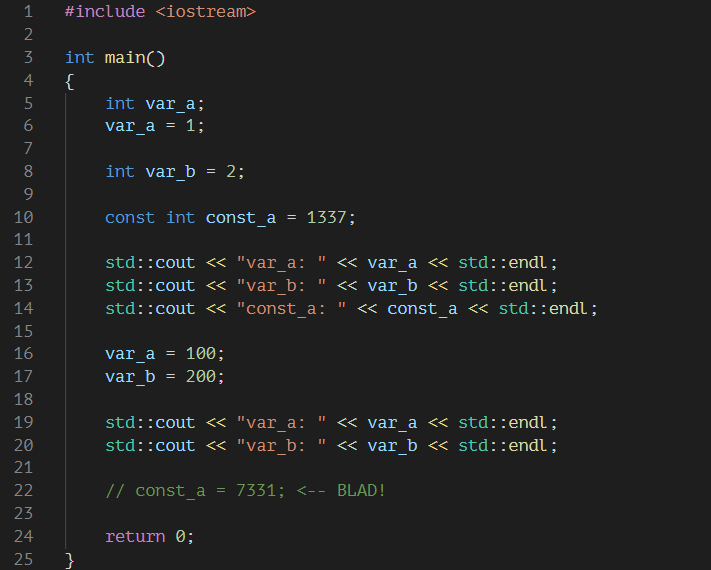 1 #include <iostream>
2
3 int main()
4 {
5     int var_a;
6     var_a = 1;
7
8     int var_b = 2;
9
10     const int const_a = 1337;
11
12     std::cout << "var_a: " << var_a << std::endl;
13     std::cout << "var_b: " << var_b << std::endl;
14     std::cout << "const_a: " << const_a << std::endl;
15
16     var_a = 100;
17     var_b = 200;
18
19     std::cout << "var_a: " << var_a << std::endl;
20     std::cout << "var_b: " << var_b << std::endl;
21
22     // const_a = 7331; <-- BLAD!
23
24     return 0;
25 }